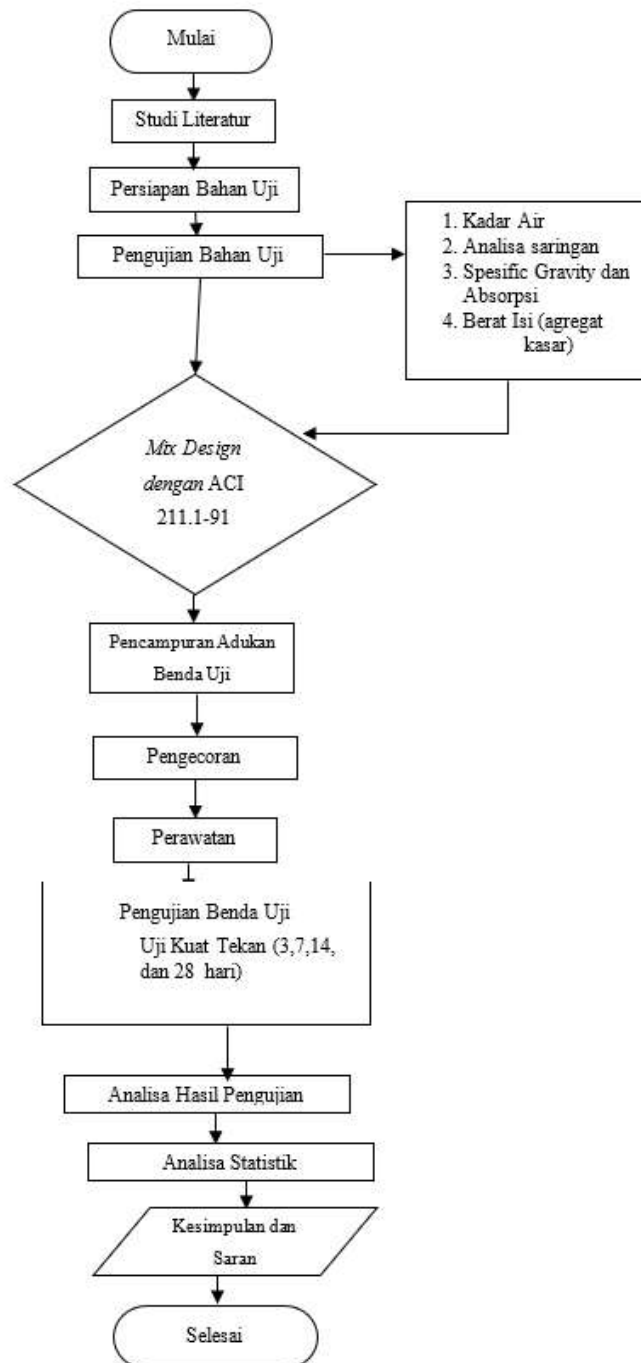 Mulai
Studi Literatur
Persiapan Bahan Uji
Pengujian Bahan Uji
1. Kadar Air
2. Analisa saringan
3. Spesific Gravity dan
Absorpsi
4. Berat Isi (agregat
kasar)
Mix Design
dengan ACI
211.1-91
Pencampuran Adukan
Benda Uji
Pengecoran
Perawatan
Pengujian Benda Uji
Uji Kuat Tekan (3,7,14,
dan 28 hari)
Analisa Hasil Pengujian
Analisa Statistik
Kesimpulan dan
Saran
Selesai